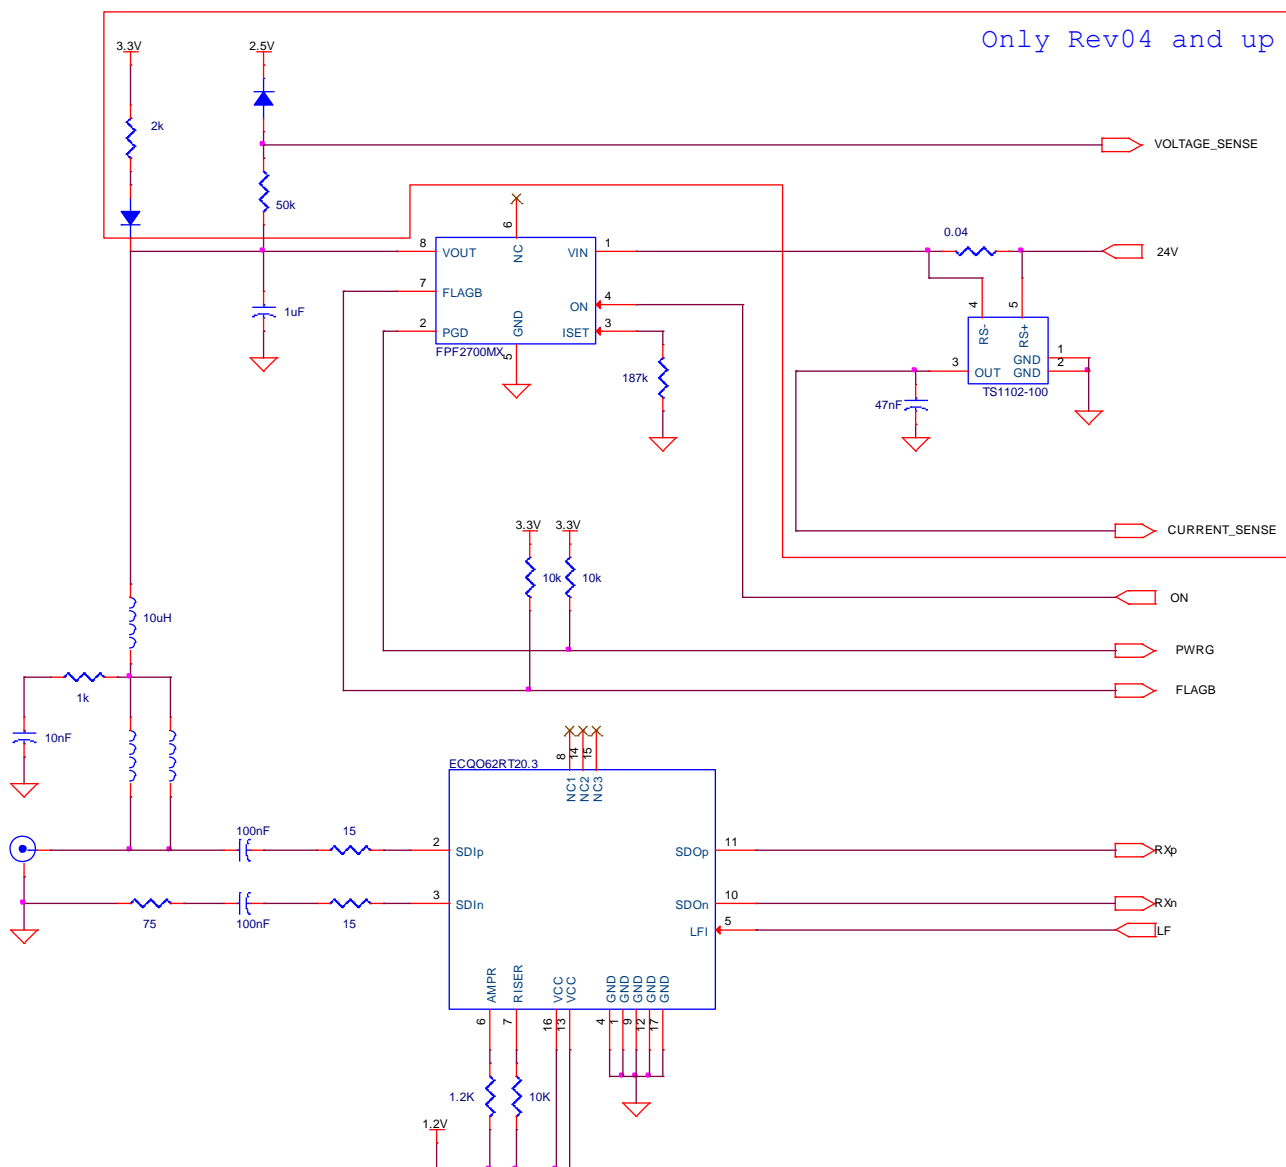 Only Rev04 and up
3.3V
2.5V
2k
VOLTAGE_SENSE
50k
6
NC
8
VOUT
VIN
1
0.04
24V
7
FLAGB
ON
4
1uF
2
PGD
GND
ISET
3
FPF2700MX
5
187k
4
5
RS-
RS+
GND
1
3
OUT
GND
2
TS1102-100
47nF
3.3V
3.3V
CURRENT_SENSE
10k
10k
ON
10uH
PWRG
1k
FLAGB
10nF
8
14
15
ECQO62RT20.3
NC1
NC2
NC3
100nF
15
2
SDIp
SDOp
11
RXp
75
100nF
15
3
SDIn
SDOn
10
RXn
LFI
5
LF
AMPR
RISER
VCC
VCC
GND
GND
GND
GND
GND
6
7
16
13
4
1
9
12
17
1.2K
10K
1.2V